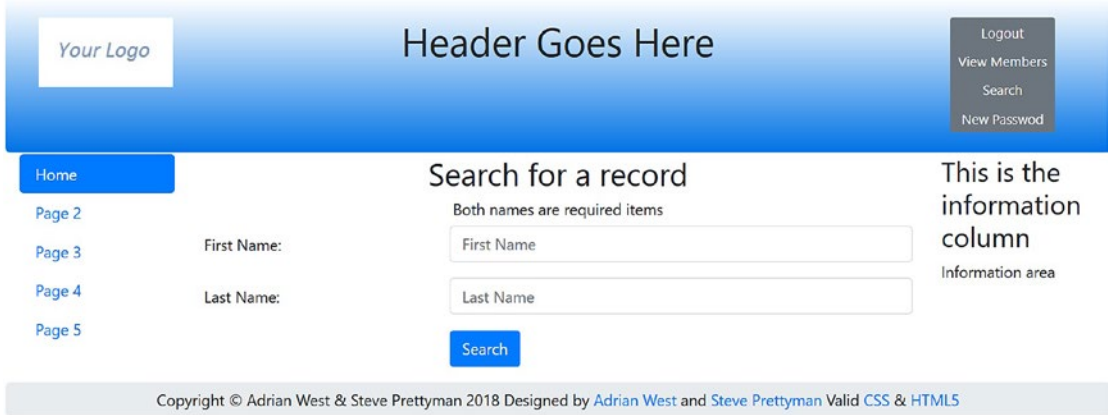 Your Logo
Header Goes Here
Logout
View Members
Search
New Passwod
Home
Page 2
Page 3
Page 4
Page 5
Search for a record
Both names are required items
First Name:
First Name
Last Name:
Last Name
Search
This is the
information
column
Information area
Copyright © Adrian West & Steve Prettyman 2018 Designed by Adrian West and Steve Prettyman Valid CSS & HTML5